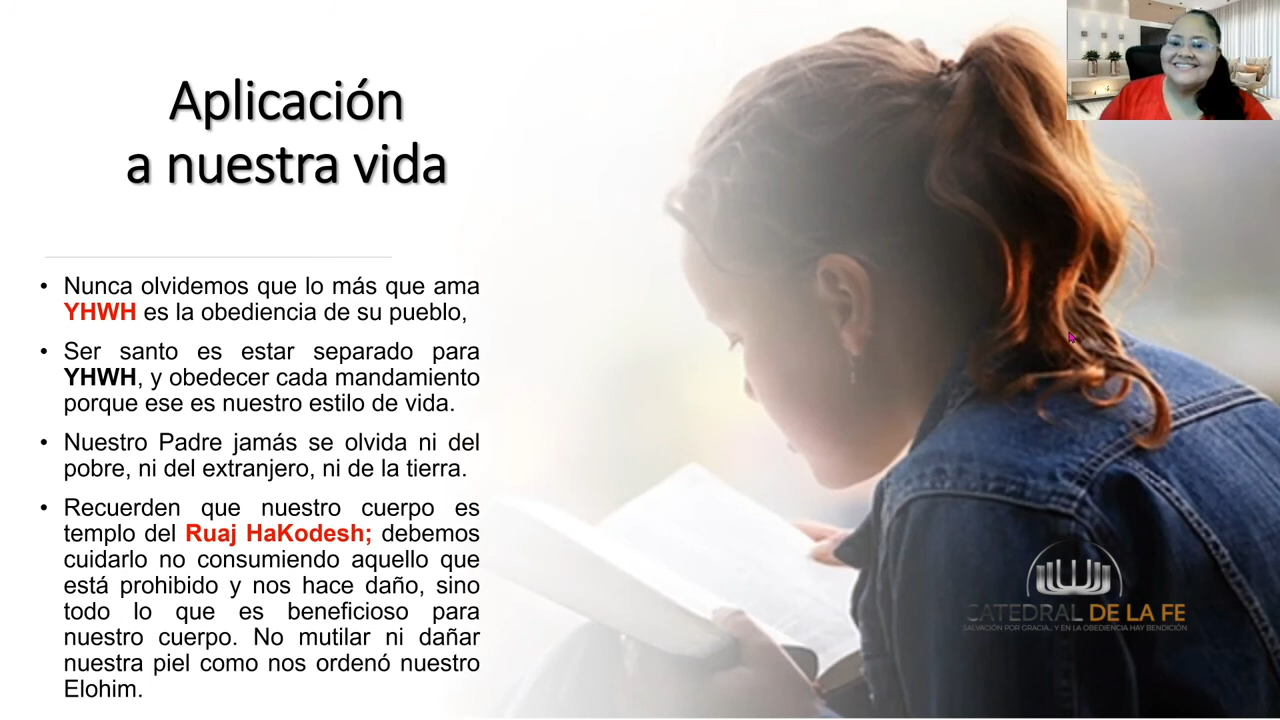 Aplicación
a nuestra vida
• Nunca olvidemos que lo más que ama
YHWH es la obediencia de su pueblo,
• Ser santo es estar separado para
YHWH, y obedecer cada mandamiento
porque ese es nuestro estilo de vida.
• Nuestro Padre jamás se olvida ni del
pobre, ni del extranjero, ni de la tierra.
• Recuerden que nuestro cuerpo es
templo del Ruaj HaKodesh; debemos
cuidarlo no consumiendo aquello que
está prohibido y nos hace daño, sino
todo lo que es beneficioso para
nuestro cuerpo. No mutilar ni dañar
nuestra piel como nos ordenó nuestro
Elohim.
CATEDRAL DE LA FE
SALVACIÓN POR GRACIA... Y EN LA OBEDIENCIA HAY BENDICIÓN